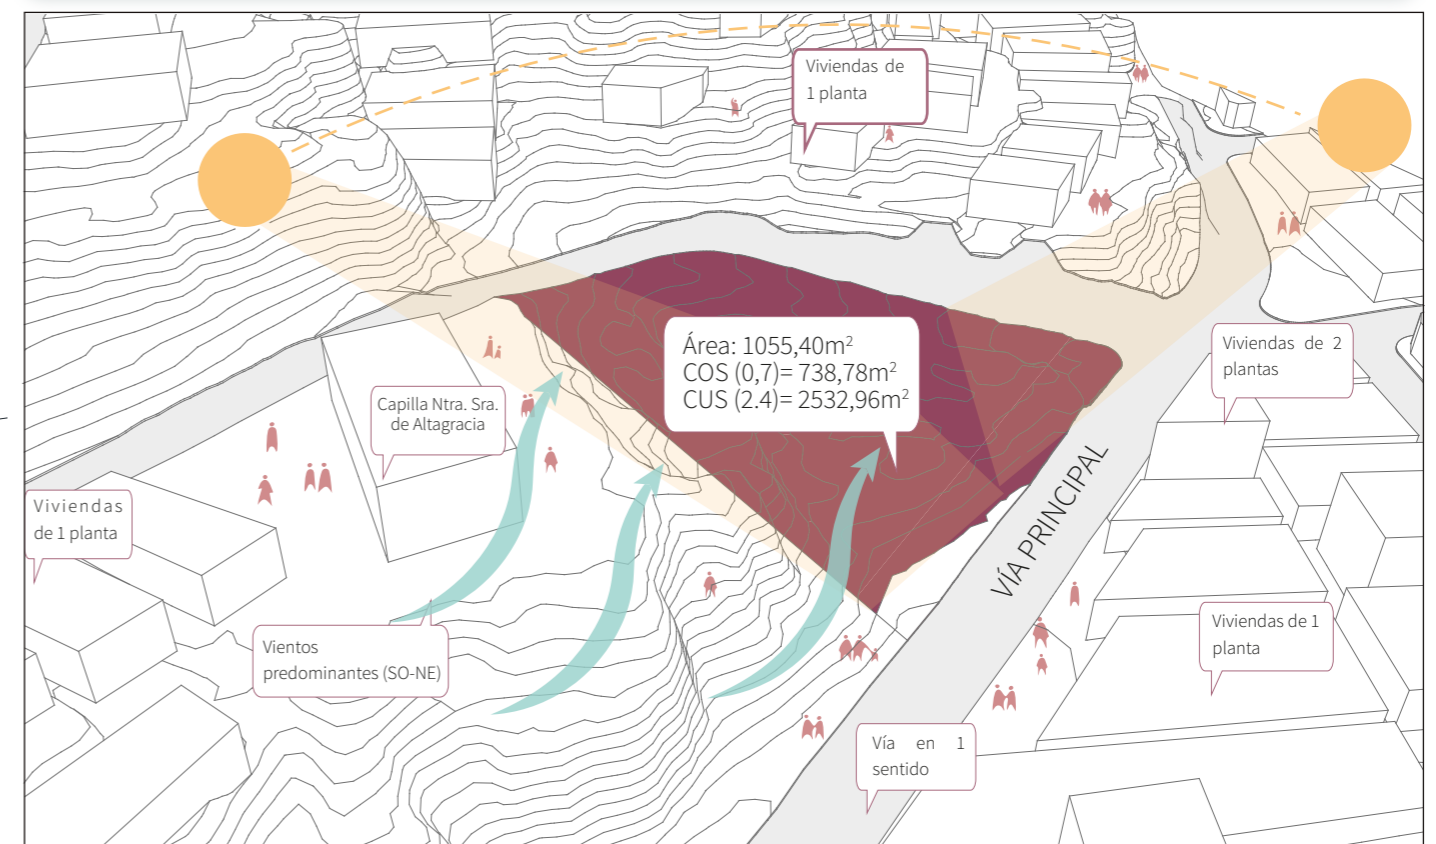 Viviendas de
1 planta
Área: 1055,40m²
COS (0,7)= 738,78m²
CUS (2.4)= 2532,96m²
Viviendas de 2
plantas
Capilla Ntra. Sra.
de Altagracia
Viviendas
de 1 planta
VÍA PRINCIPAL
Vientos
predominantes (SO-NE)
Viviendas de 1
planta
Vía en 1
sentido